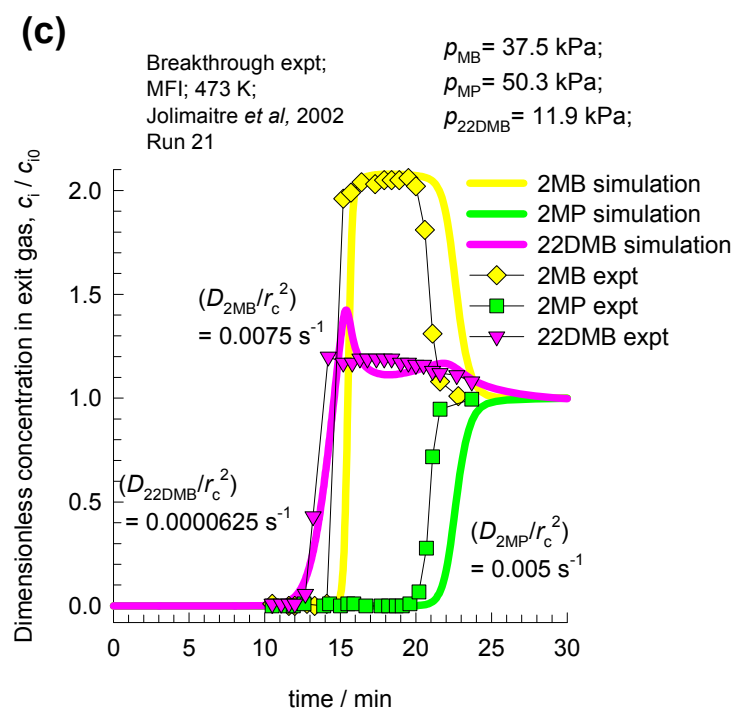 (c)
Breakthrough expt;
MFI; 473 K;
Jolimaitre et al, 2002
Run 21
pMB= 37.5 kPa;
pMP= 50.3 kPa;
p22DMB= 11.9 kPa;
Dimensionless concentration in exit gas, ci / ci0
2.0
1.5
1.0
0.5
0.0
2MB simulation
2MP simulation
22DMB simulation
2MB expt
2MP expt
22DMB expt
(D2MB/rc2)
= 0.0075 s-1
(D22DMB/rc2)
= 0.0000625 s-1
(D2MP/rc2)
= 0.005 s-1
0 5 10 15 20 25 30
time / min